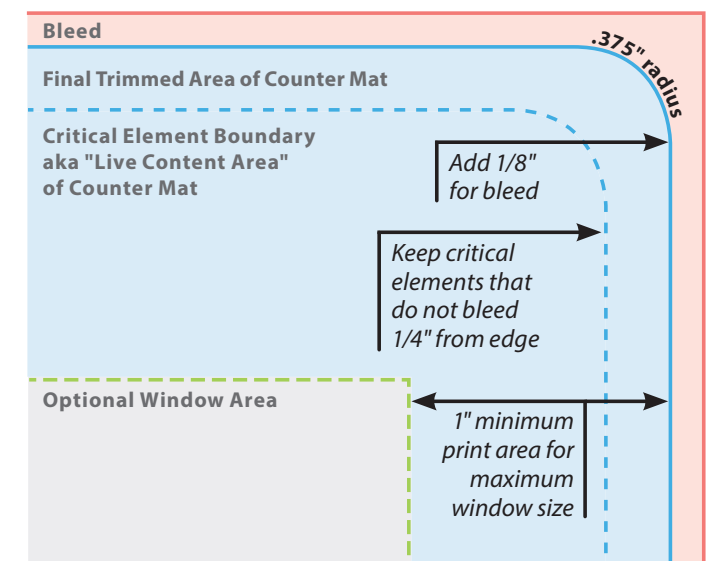 Bleed
.375" radius
Final Trimmed Area of Counter Mat
Critical Element Boundary
aka "Live Content Area"
of Counter Mat
Add 1/8"
for bleed
Keep critical
elements that
do not bleed
1/4" from edge
Optional Window Area
1" minimum
print area for
maximum
window size